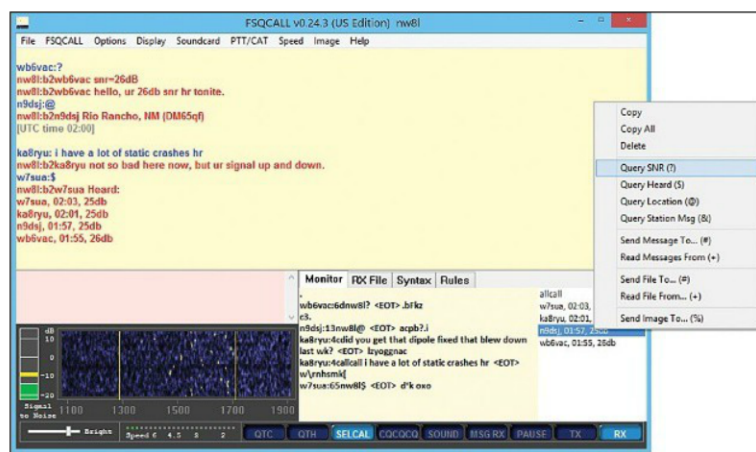 FSQCALL v0.24.3 (US Edition) nw8l
File FSQCALL Options Display Soundcard PTT/CAT Speed Image Help
wb6vac:?
nw8l:b2wb6vac snr=26dB
nw8l:b2wb6vac hello, ur 26db snr hr tonite.
n9dsj:@
nw8l:b2n9dsj Rio Rancho, NM (DM65qf)
[UTC time 02:00]
ka8ryu: i have a lot of static crashes hr
nw8l:b2ka8ryu not so bad here now, but ur signal up and down.
w7sua:$
nw8l:b2w7sua Heard:
w7sua, 02:03, 25db
ka8ryu, 02:01, 25db
n9dsj, 01:57, 25db
wb6vac, 01:55, 26db
Copy
Copy All
Delete
Query SNR (?)
Query Heard ($)
Query Location (@)
Query Station Msg (&)
Send Message To... (#)
Read Messages From (+)
Send File To... (#)
Read File From... (+)
Send Image To... (%)
Monitor RX File Syntax Rules
.
wb6vac:6dnw8l? <EOT> .bFkz
c3.
n9dsj:13nw8l@ <EOT> acpb?.i
ka8ryu:4cdid you get that dipole fixed that blew down
last wk? <EOT> lzyoggnac
ka8ryu:4callcall i have a lot of static crashes hr <EOT>
w\rnhsmk[
w7sua:65nw8l$ <EOT> d*k oxo
allcall
w7sua, 02:03,
ka8ryu, 02:01,
n9dsj, 01:57, 25db
wb6vac, 01:55, 26db
dB
10
0
-10
-20
Signal
to Noise
1100 1300 1500 1700 1900
Bright
Speed 6 4.5 3 2
QTC QTH SELCAL CQCQCQ SOUND MSG RX PAUSE TX RX